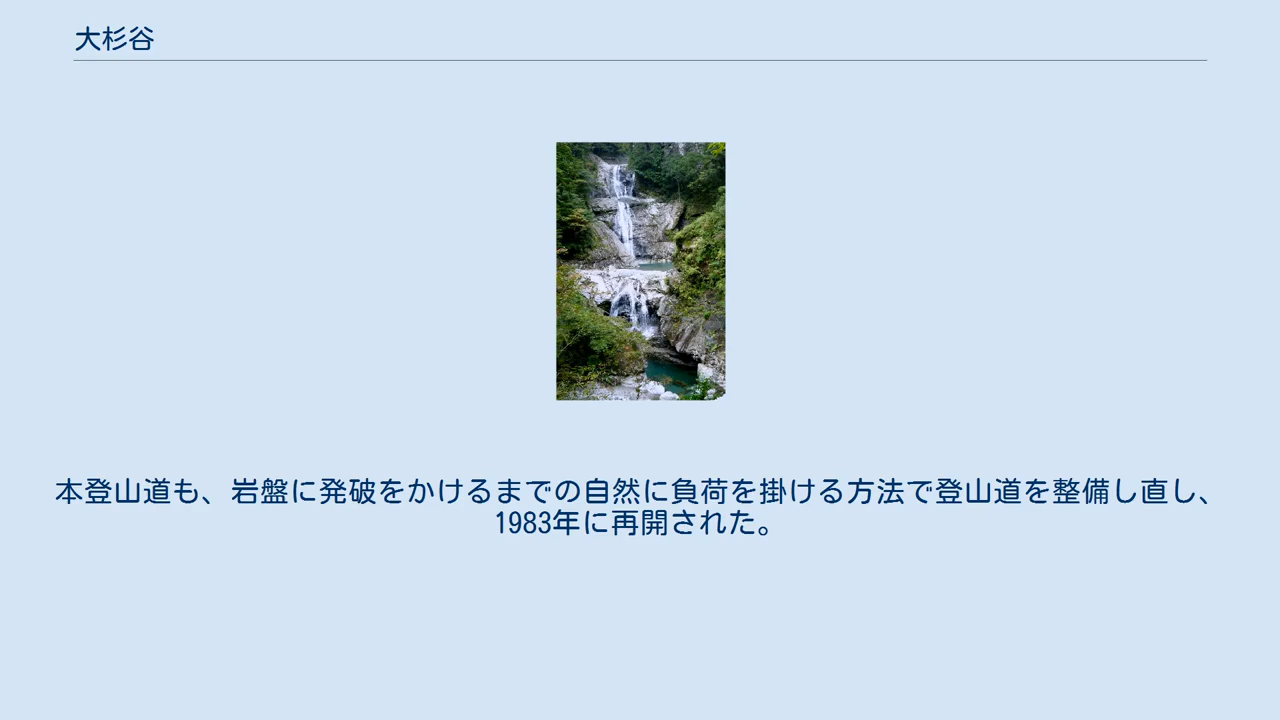 大杉谷
本登山道も、岩盤に発破をかけるまでの自然に負荷を掛ける方法で登山道を整備し直し、
1983年に再開された。